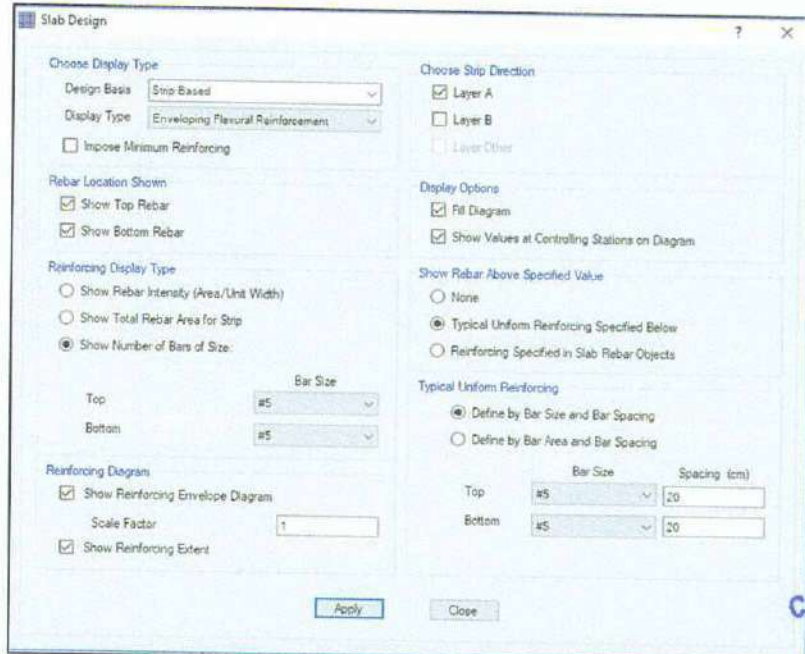 Slab Design
? X
Choose Display Type
Design Basis Strip Based
Display Type Enveloping Flexural Reinforcement
Impose Minimum Reinforcing
Rebar Location Shown
Show Top Rebar
Show Bottom Rebar
Reinforcing Display Type
Show Rebar Intensity (Area/Unit Width)
Show Total Rebar Area for Strip
Show Number of Bars of Size:
Bar Size
Top #5
Bottom #5
Reinforcing Diagram
Show Reinforcing Envelope Diagram
Scale Factor 1
Show Reinforcing Extent
Choose Strip Direction
Layer A
Layer B
Layer Other
Display Options
Fill Diagram
Show Values at Controlling Stations on Diagram
Show Rebar Above Specified Value
None
Typical Uniform Reinforcing Specified Below
Reinforcing Specified in Slab Rebar Objects
Typical Uniform Reinforcing
Define by Bar Size and Bar Spacing
Define by Bar Area and Bar Spacing
Bar Size Spacing (cm)
Top #5 20
Bottom #5 20
Apply Close
C